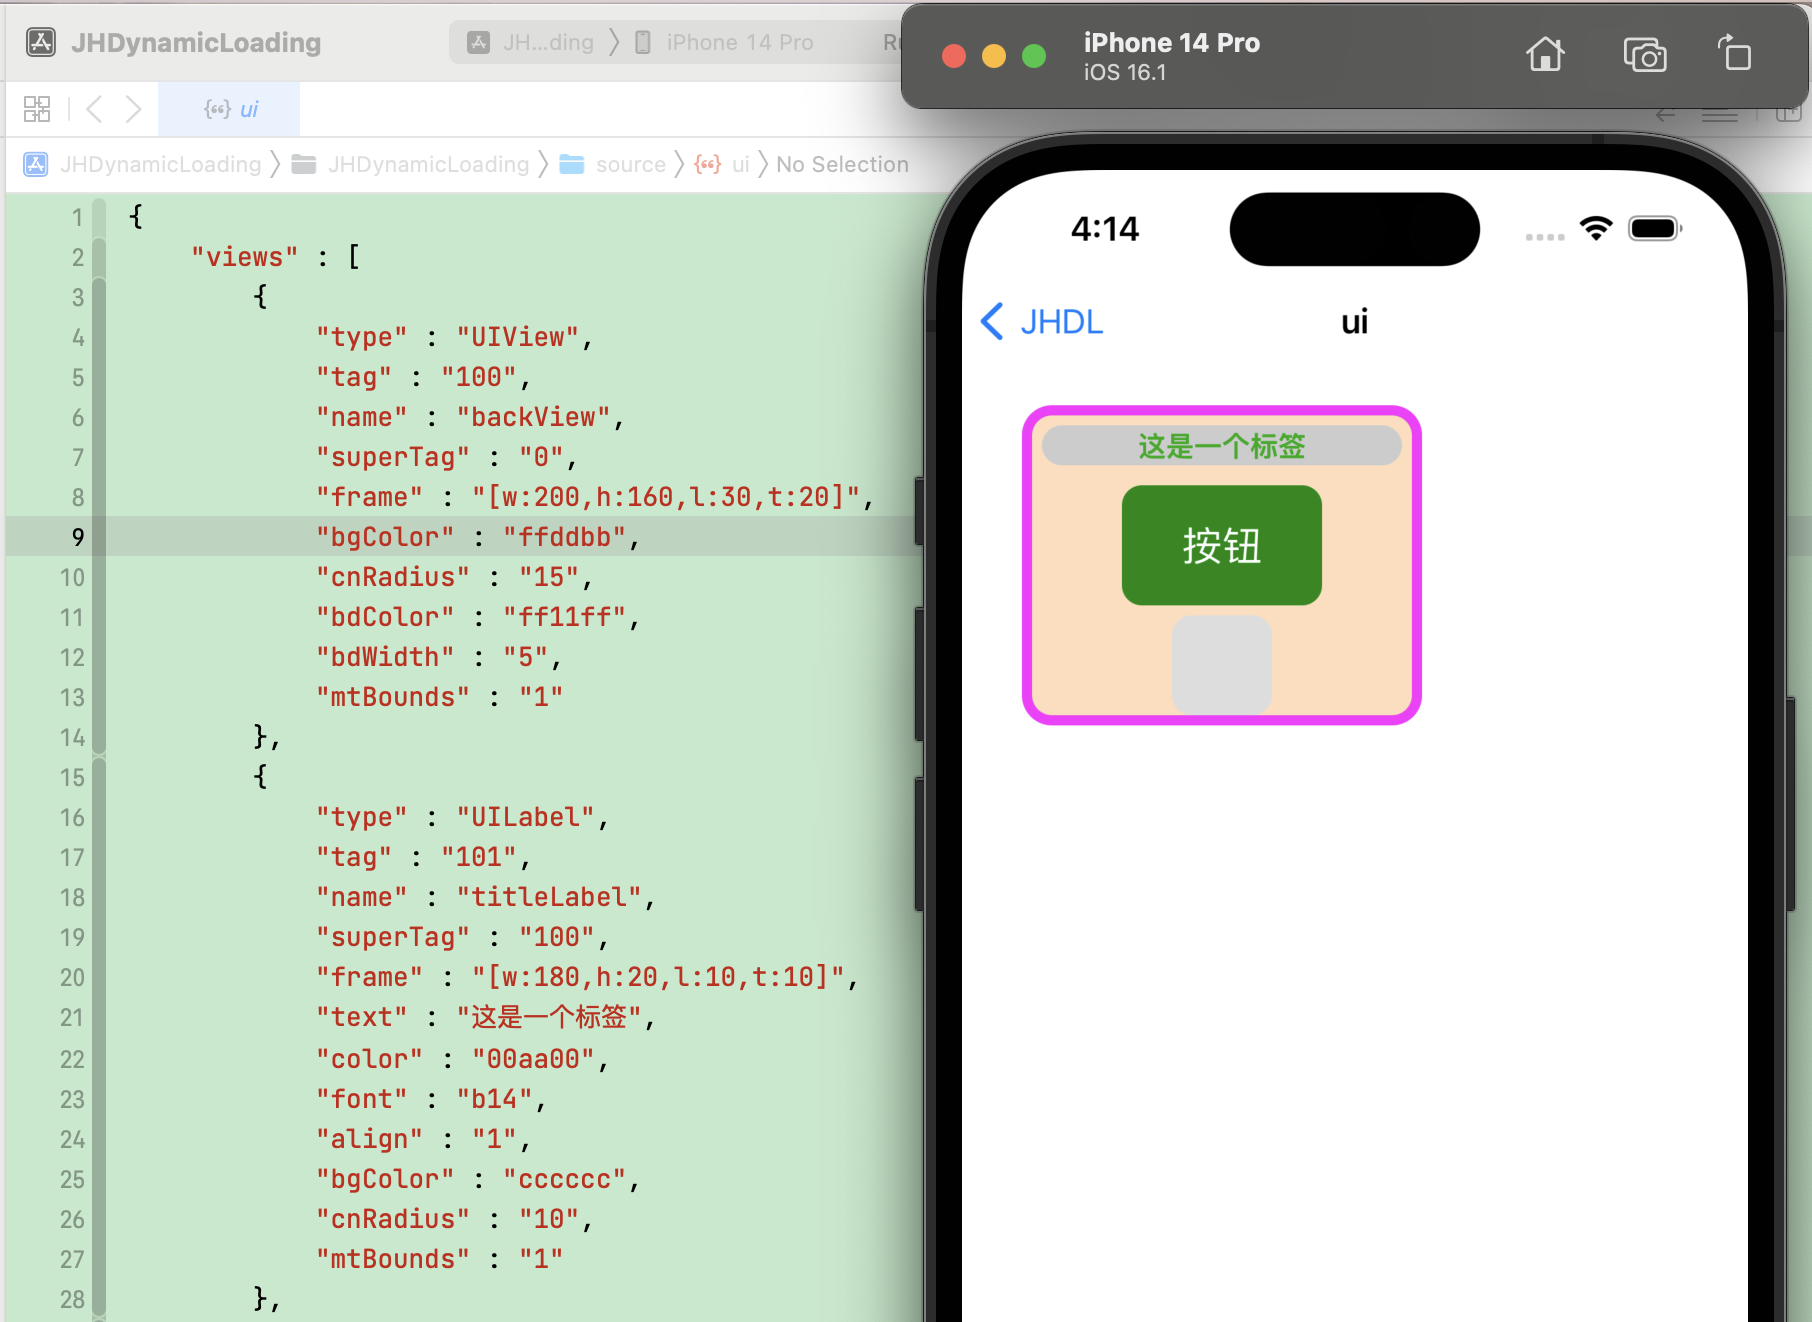 JHDynamicLoading
JH...ding
iPhone 14 Pro
iPhone 14 Pro
iOS 16.1
ui
JHDynamicLoading
JHDynamicLoading
source
ui
No Selection
1 {
2 "views" : [
3 {
4 "type" : "UIView",
5 "tag" : "100",
6 "name" : "backView",
7 "superTag" : "0",
8 "frame" : "[w:200,h:160,l:30,t:20]",
9 "bgColor" : "ffddbb",
10 "cnRadius" : "15",
11 "bdColor" : "ff11ff",
12 "bdWidth" : "5",
13 "mtBounds" : "1"
14 },
15 {
16 "type" : "UILabel",
17 "tag" : "101",
18 "name" : "titleLabel",
19 "superTag" : "100",
20 "frame" : "[w:180,h:20,l:10,t:10]",
21 "text" : "这是一个标签",
22 "color" : "00aa00",
23 "font" : "b14",
24 "align" : "1",
25 "bgColor" : "cccccc",
26 "cnRadius" : "10",
27 "mtBounds" : "1"
28 },
4:14
JHDL
ui
这是一个标签
按钮